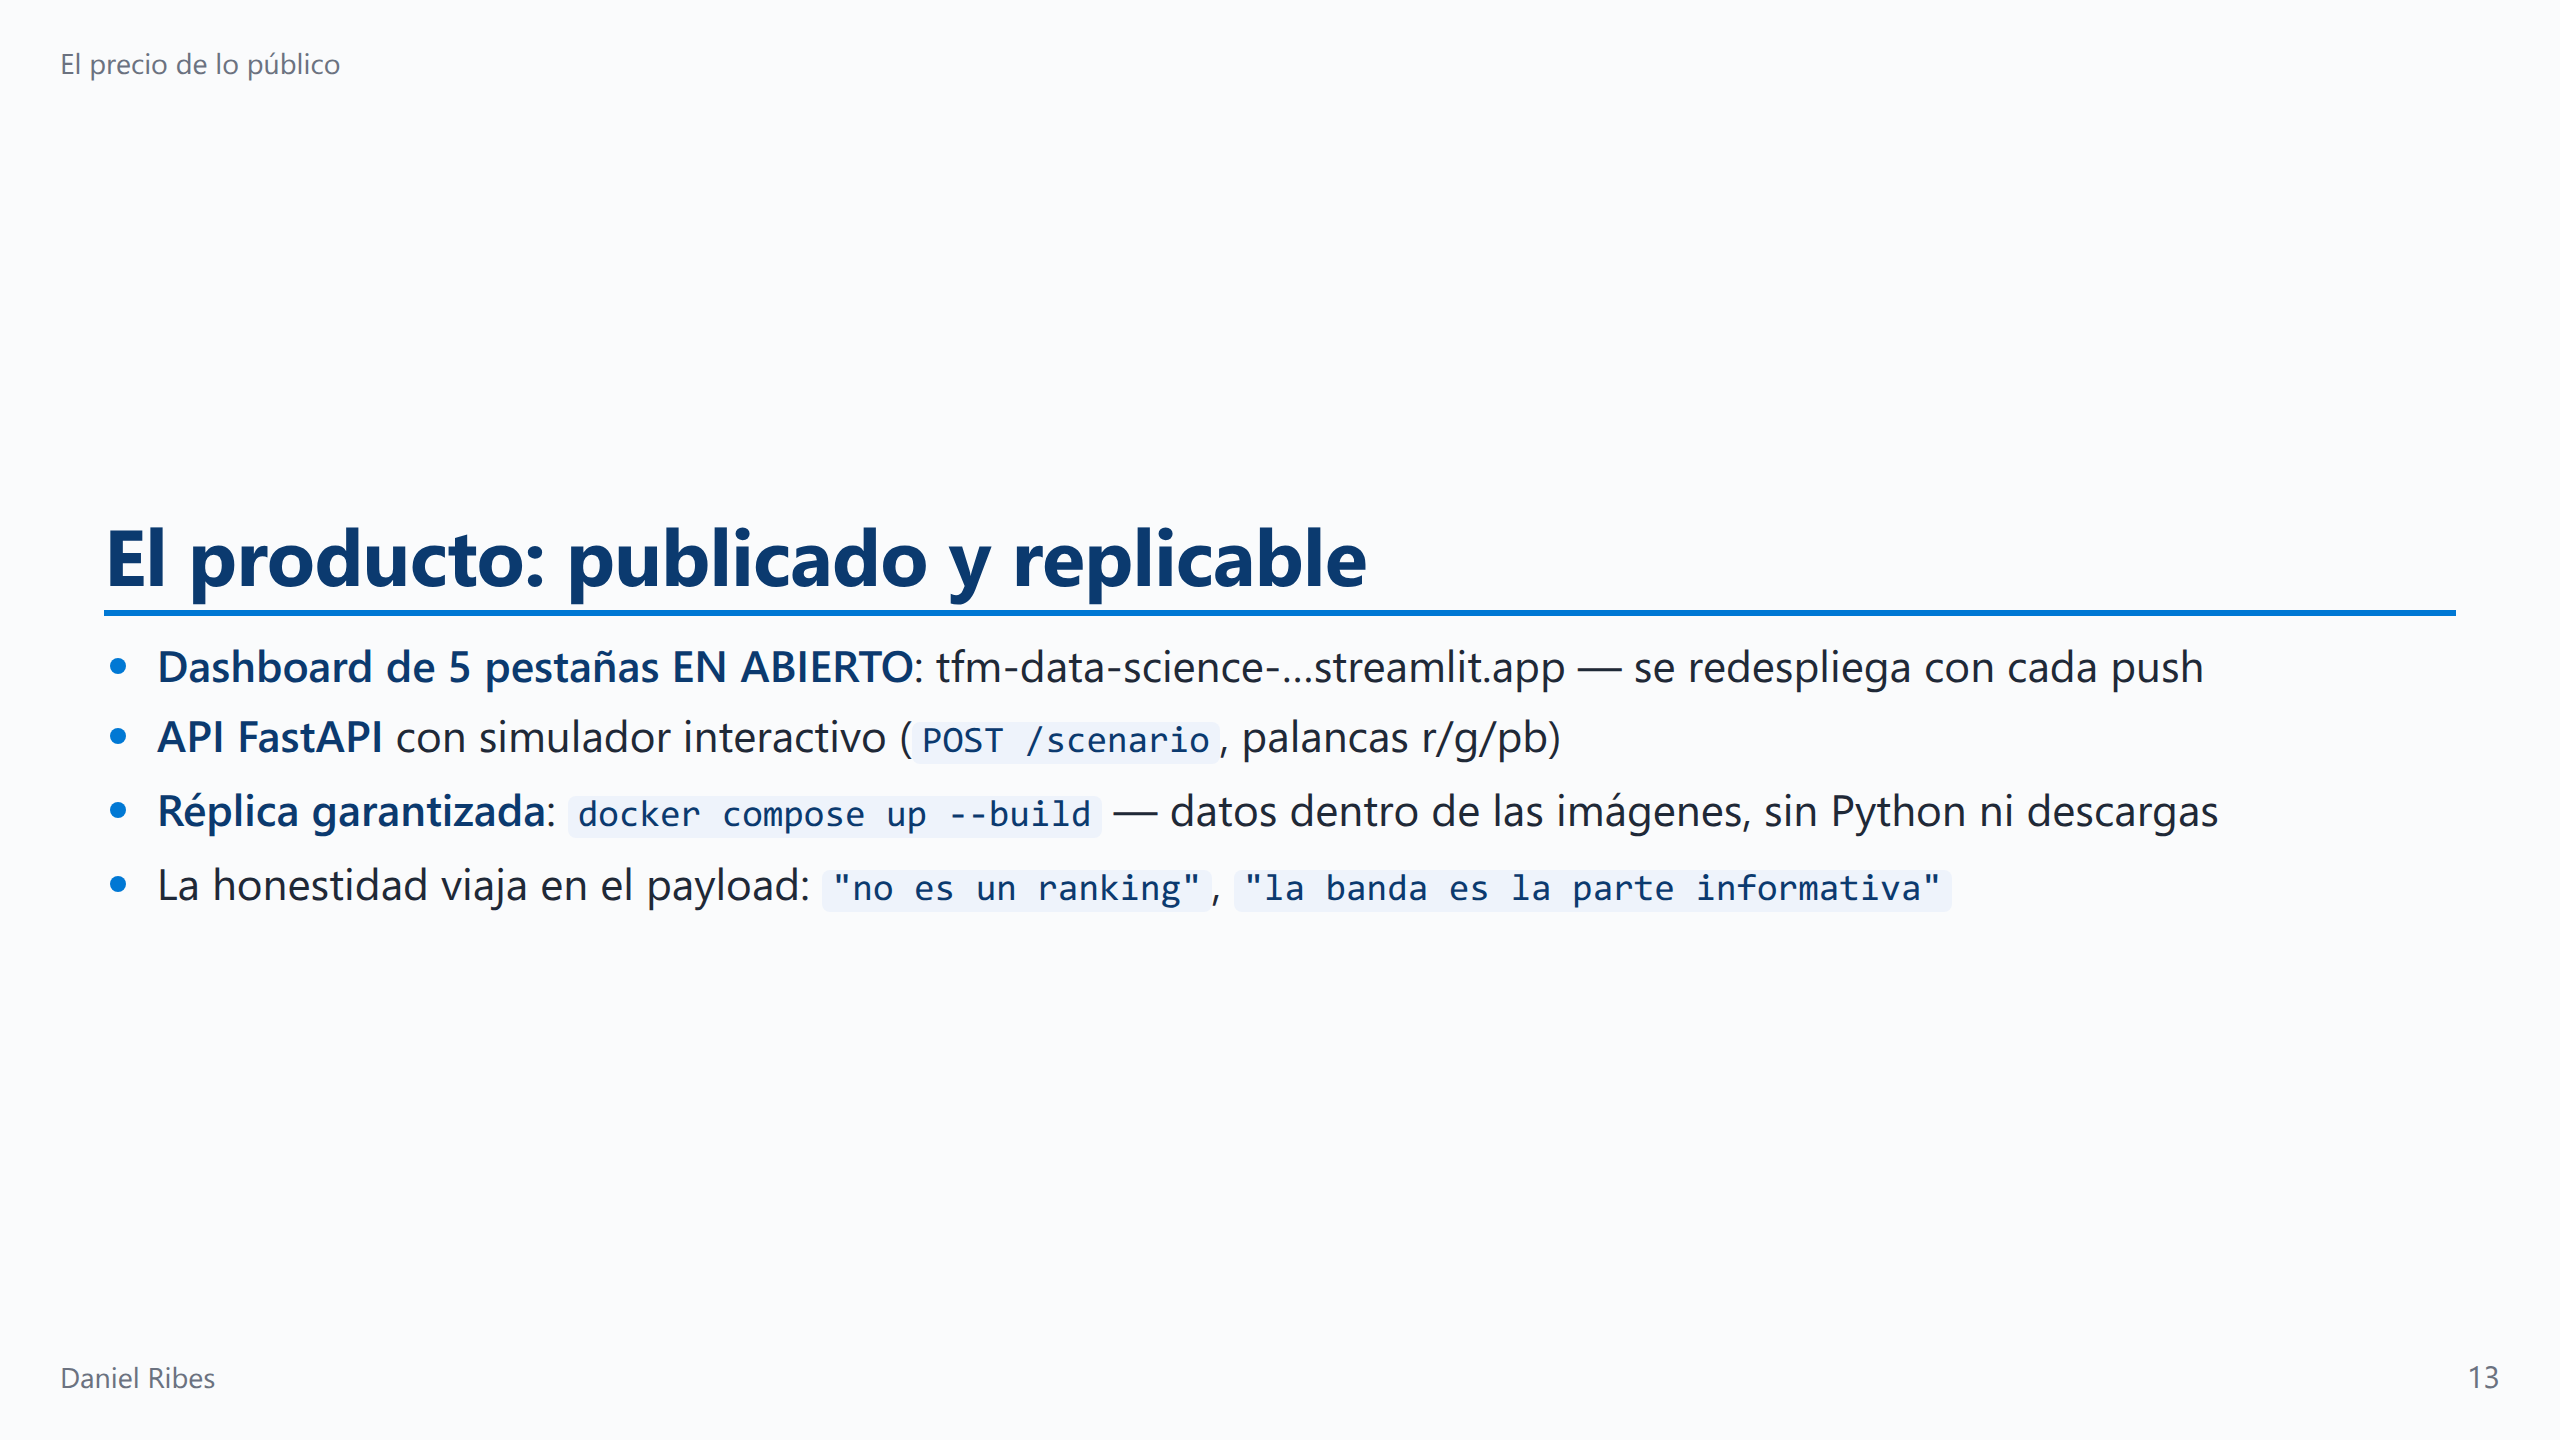 El precio de lo público
El producto: publicado y replicable
• Dashboard de 5 pestañas EN ABIERTO: tfm-data-science-...streamlit.app — se redespliega con cada push
• API FastAPI con simulador interactivo (POST /scenario, palancas r/g/pb)
• Réplica garantizada: docker compose up --build — datos dentro de las imágenes, sin Python ni descargas
• La honestidad viaja en el payload: "no es un ranking", "la banda es la parte informativa"
Daniel Ribes
13